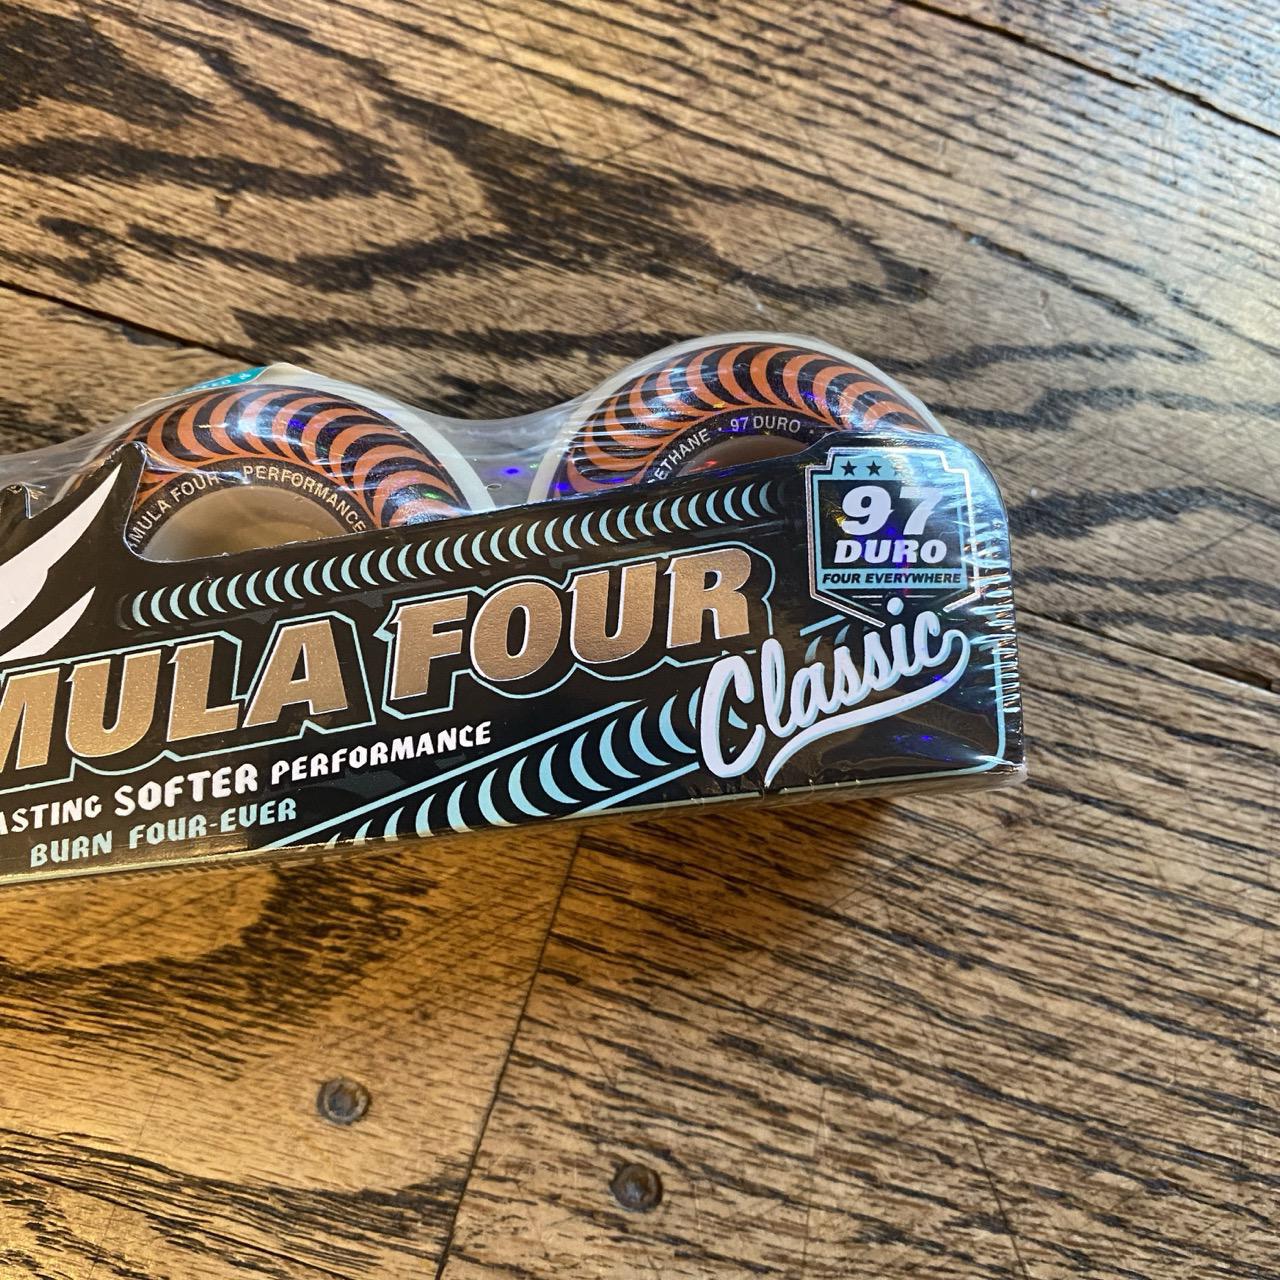 MULA FOUR · PERFORMANCE
ETHANE · 97 DURO ·
97
DURO
FOUR EVERYWHERE
MULA FOUR
Classic
ASTING SOFTER PERFORMANCE
BURN FOUR-EVER